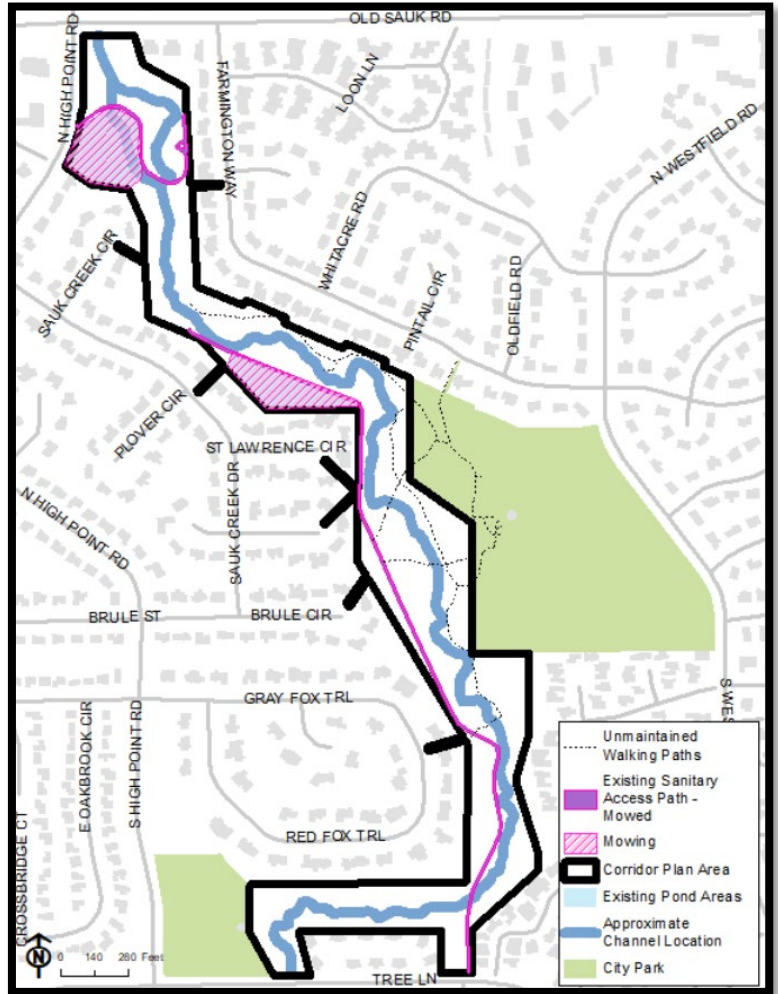 OLD SAUK RD
N HIGH POINT RD
FARMINGTON WAY
LOON LN
N WESTFIELD RD
WHITACRE RD
SAUK CREEK CIR
PINTAIL CIR
OLDFIELD RD
PLOVER CIR
ST LAWRENCE CIR
SAUK CREEK DR
N HIGH POINT RD
BRULE ST
BRULE CIR
GRAY FOX TRL
S WES
E OAKBROOK CIR
S HIGH POINT RD
RED FOX TRL
CROSSBRIDGE CT
TREE LN
N
0 140 280 Feet
Unmaintained
Walking Paths
Existing Sanitary
Access Path -
Mowed
Mowing
Corridor Plan Area
Existing Pond Areas
Approximate
Channel Location
City Park